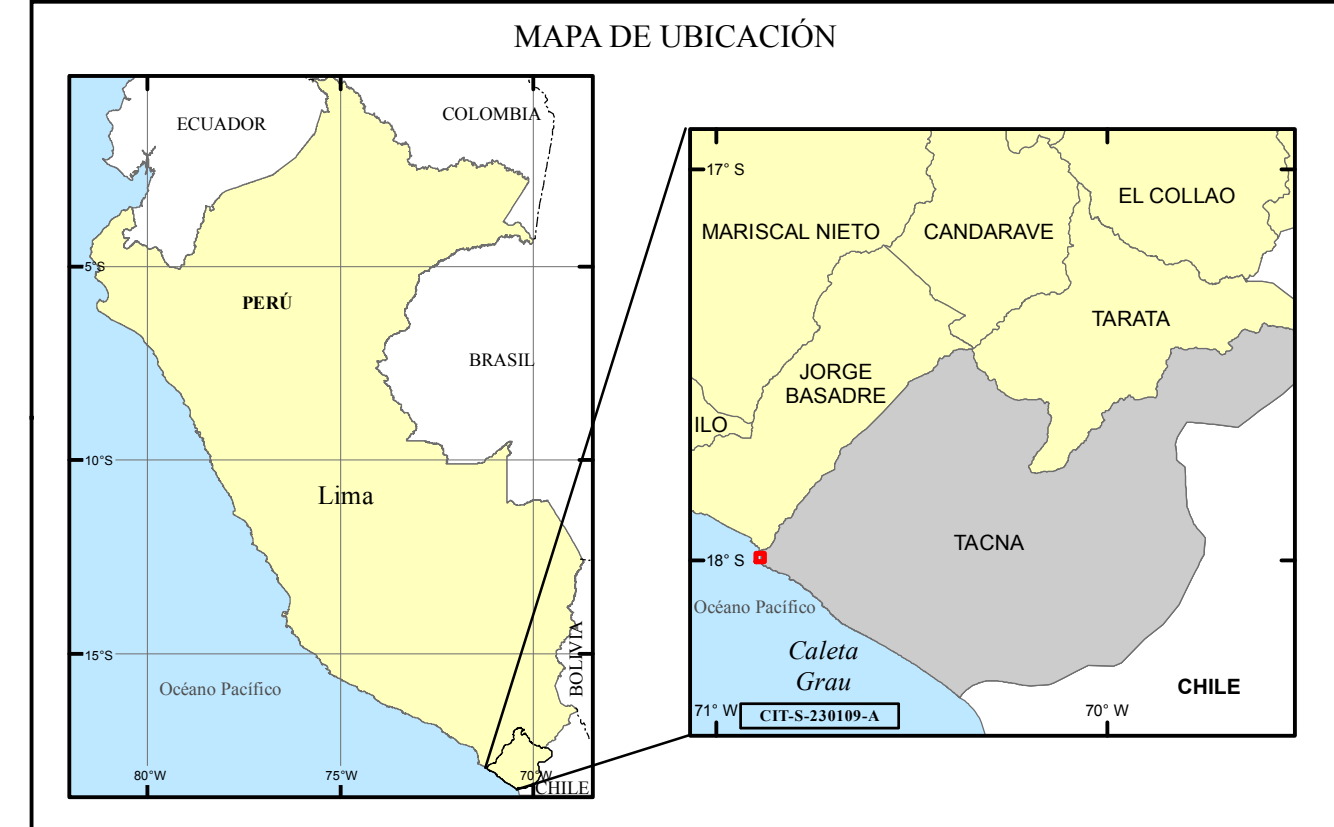 MAPA DE UBICACIÓN
ECUADOR
COLOMBIA
5°S
PERÚ
BRASIL
10°S
Lima
15°S
Océano Pacífico
BOLIVIA
80°W
75°W
70°W
CHILE
17° S
EL COLLAO
MARISCAL NIETO
CANDARAVE
TARATA
JORGE
BASADRE
ILO
TACNA
18° S
Océano Pacífico
Caleta
Grau
CHILE
71° W
CIT-S-230109-A
70° W